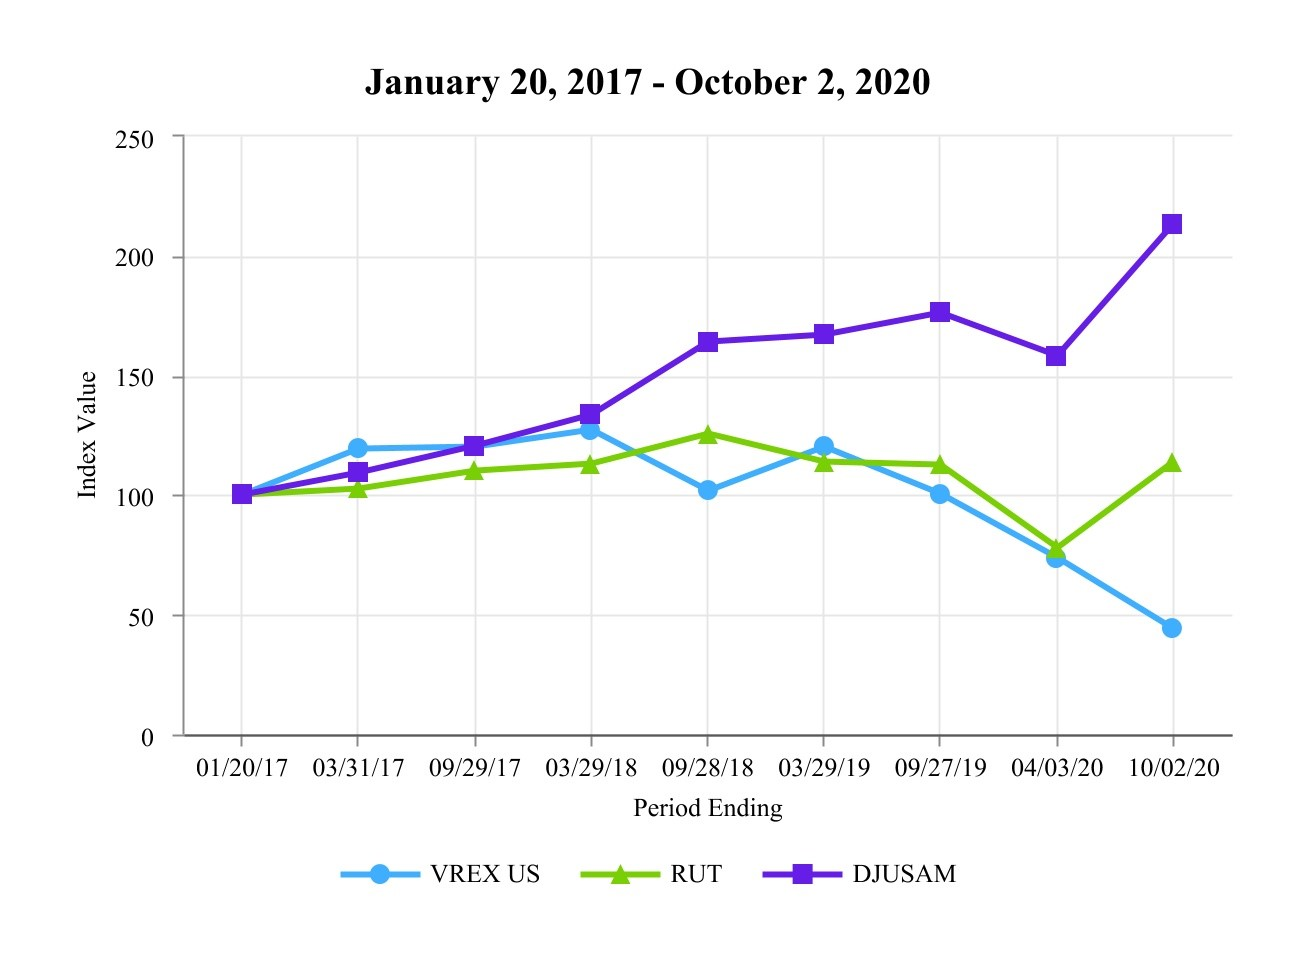 January 20, 2017 - October 2, 2020
250
200
150
100
50
0
Index Value
01/20/17 03/31/17 09/29/17 03/29/18 09/28/18 03/29/19 09/27/19 04/03/20 10/02/20
Period Ending
VREX US RUT DJUSAM